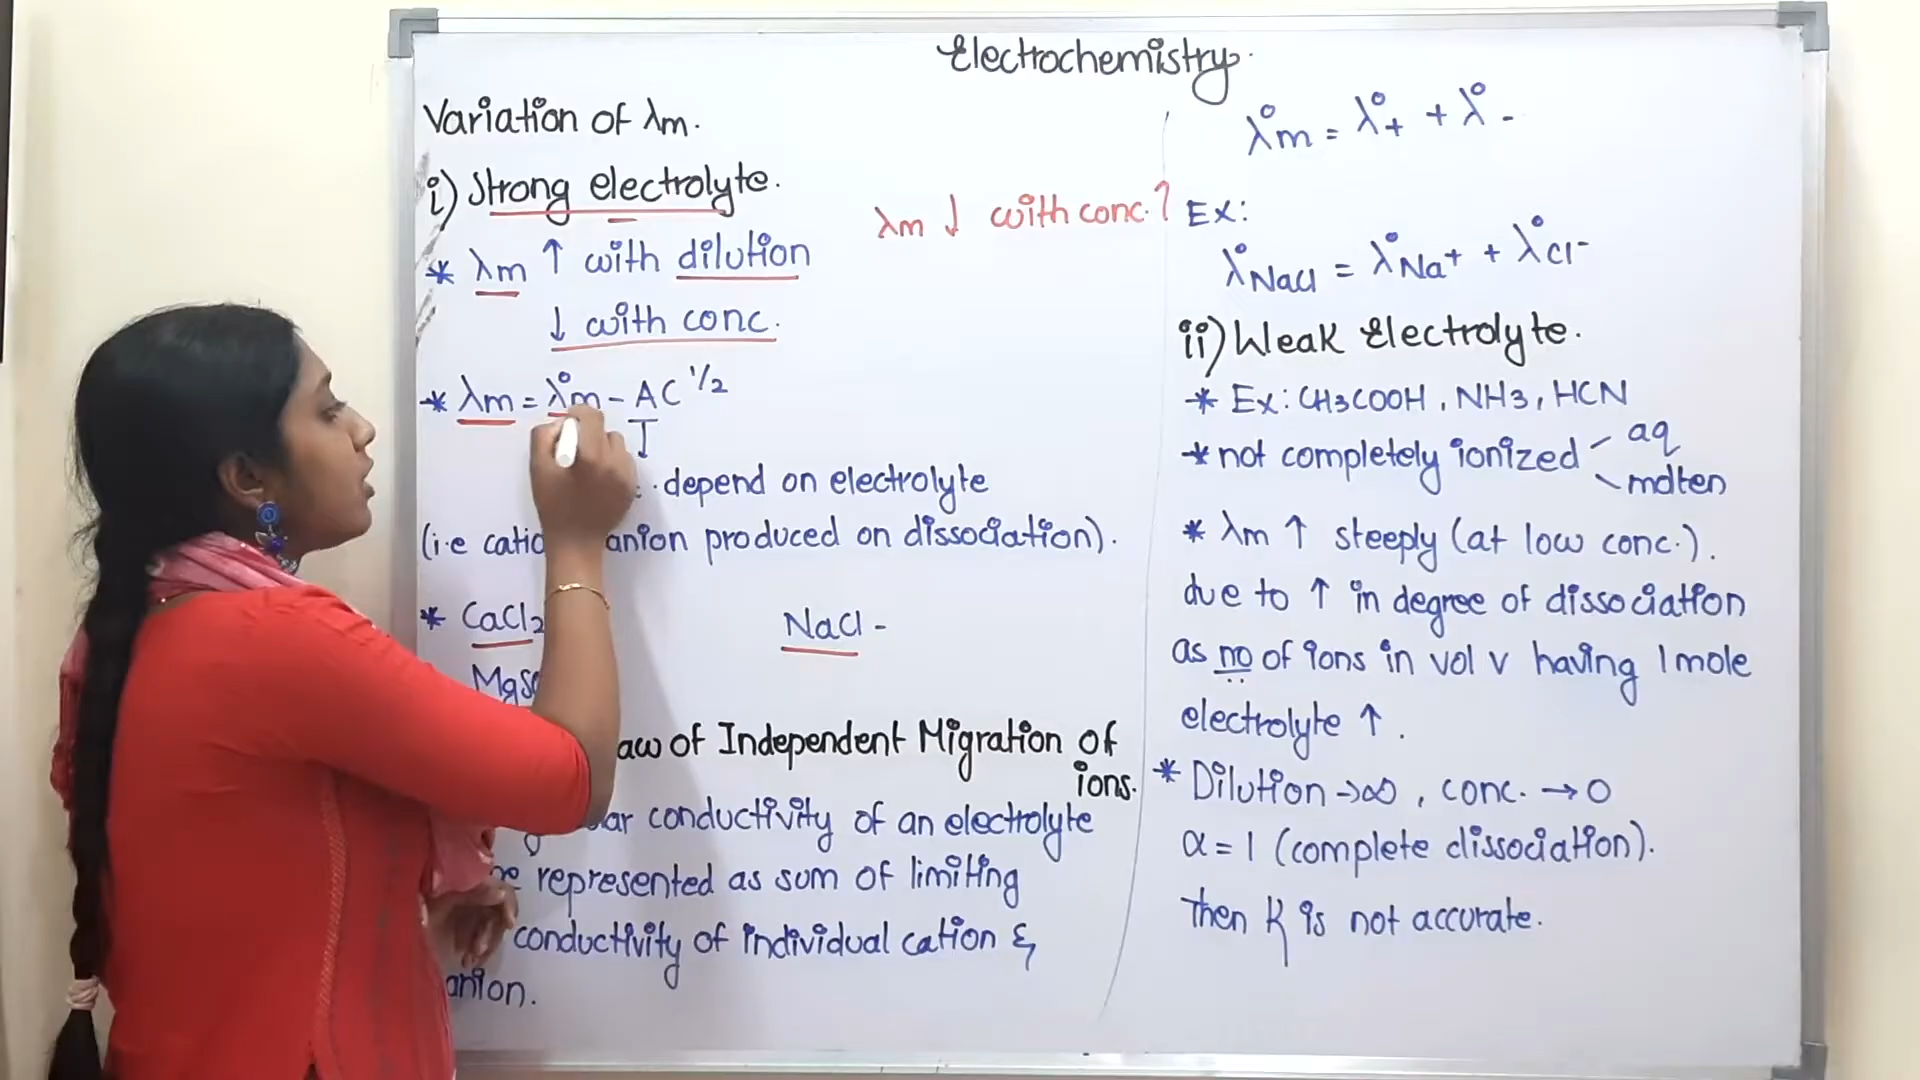 Electrochemistry.
Variation of λm.
i) Strong electrolyte.
* λm ↑ with dilution
↓ with conc.
λm ↓ with conc.?
* λm = λ°m - AC^1/2
depend on electrolyte
(i.e catio anion produced on dissociation).
* CaCl2
NaCl -
MgSO
aw of Independent Migration of
ions.
ar conductivity of an electrolyte
represented as sum of limiting
conductivity of individual cation &
anion.
λ°m = λ°+ + λ°-
Ex:
λ°NaCl = λ°Na+ + λ°Cl-
ii) Weak Electrolyte.
* Ex: CH3COOH, NH3, HCN
* not completely ionized aq
molten
* λm ↑ steeply (at low conc.).
due to ↑ in degree of dissociation
as no of ions in vol v having 1 mole
electrolyte ↑.
* Dilution → ∞, conc. → 0
α = 1 (complete dissociation).
then K is not accurate.